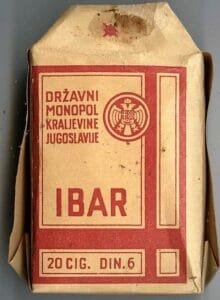 DRŽAVNI
MONOPOL
KRALJEVINE
JUGOSLAVIJE
IBAR
20 CIG. DIN. 6